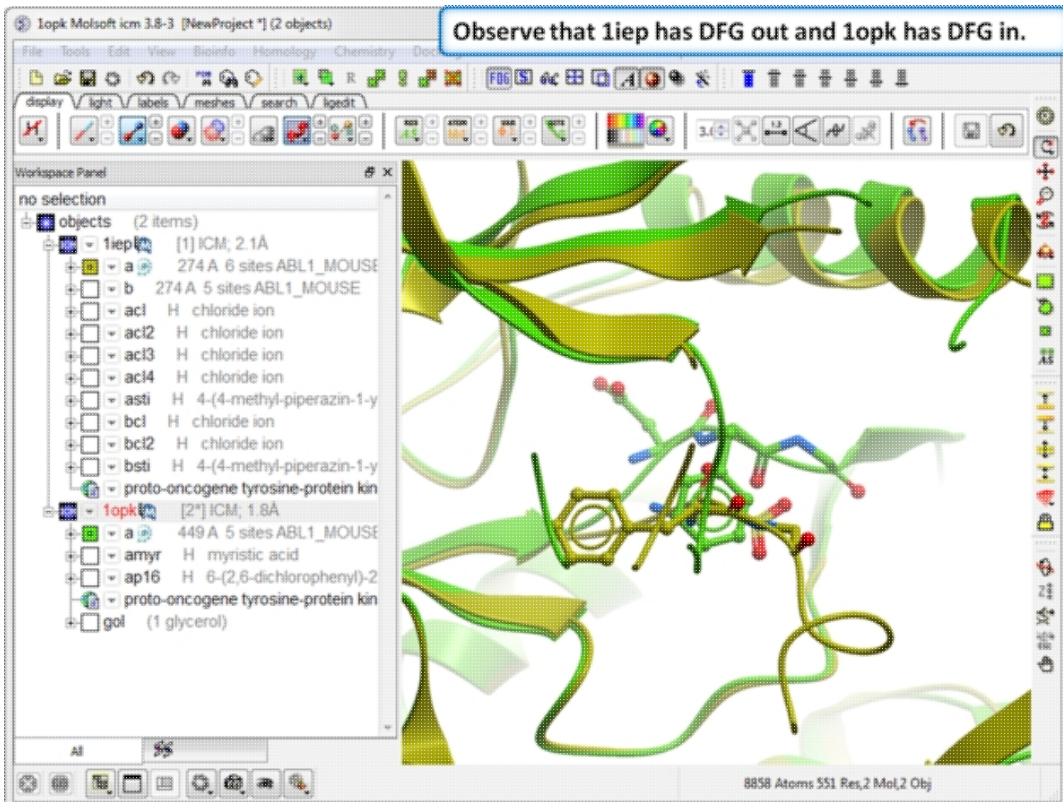 1opk Molsoft icm 3.8-3 [NewProject *] (2 objects)
Observe that 1iep has DFG out and 1opk has DFG in.
File Tools Edit View Bioinfo Homology Chemistry
display light labels meshes search ligedit
Workspace Panel
no selection
objects (2 items)
1iep [1] ICM; 2.1Å
a 274 A 6 sites ABL1_MOUSE
b 274 A 5 sites ABL1_MOUSE
acl H chloride ion
acl2 H chloride ion
acl3 H chloride ion
acl4 H chloride ion
asti H 4-(4-methyl-piperazin-1-y
bcl H chloride ion
bcl2 H chloride ion
bsti H 4-(4-methyl-piperazin-1-y
proto-oncogene tyrosine-protein kin
1opk [2*] ICM; 1.8Å
a 449 A 5 sites ABL1_MOUSE
amyr H myristic acid
ap16 H 6-(2,6-dichlorophenyl)-2
proto-oncogene tyrosine-protein kin
gol (1 glycerol)
All
8858 Atoms 551 Res,2 Mol,2 Obj